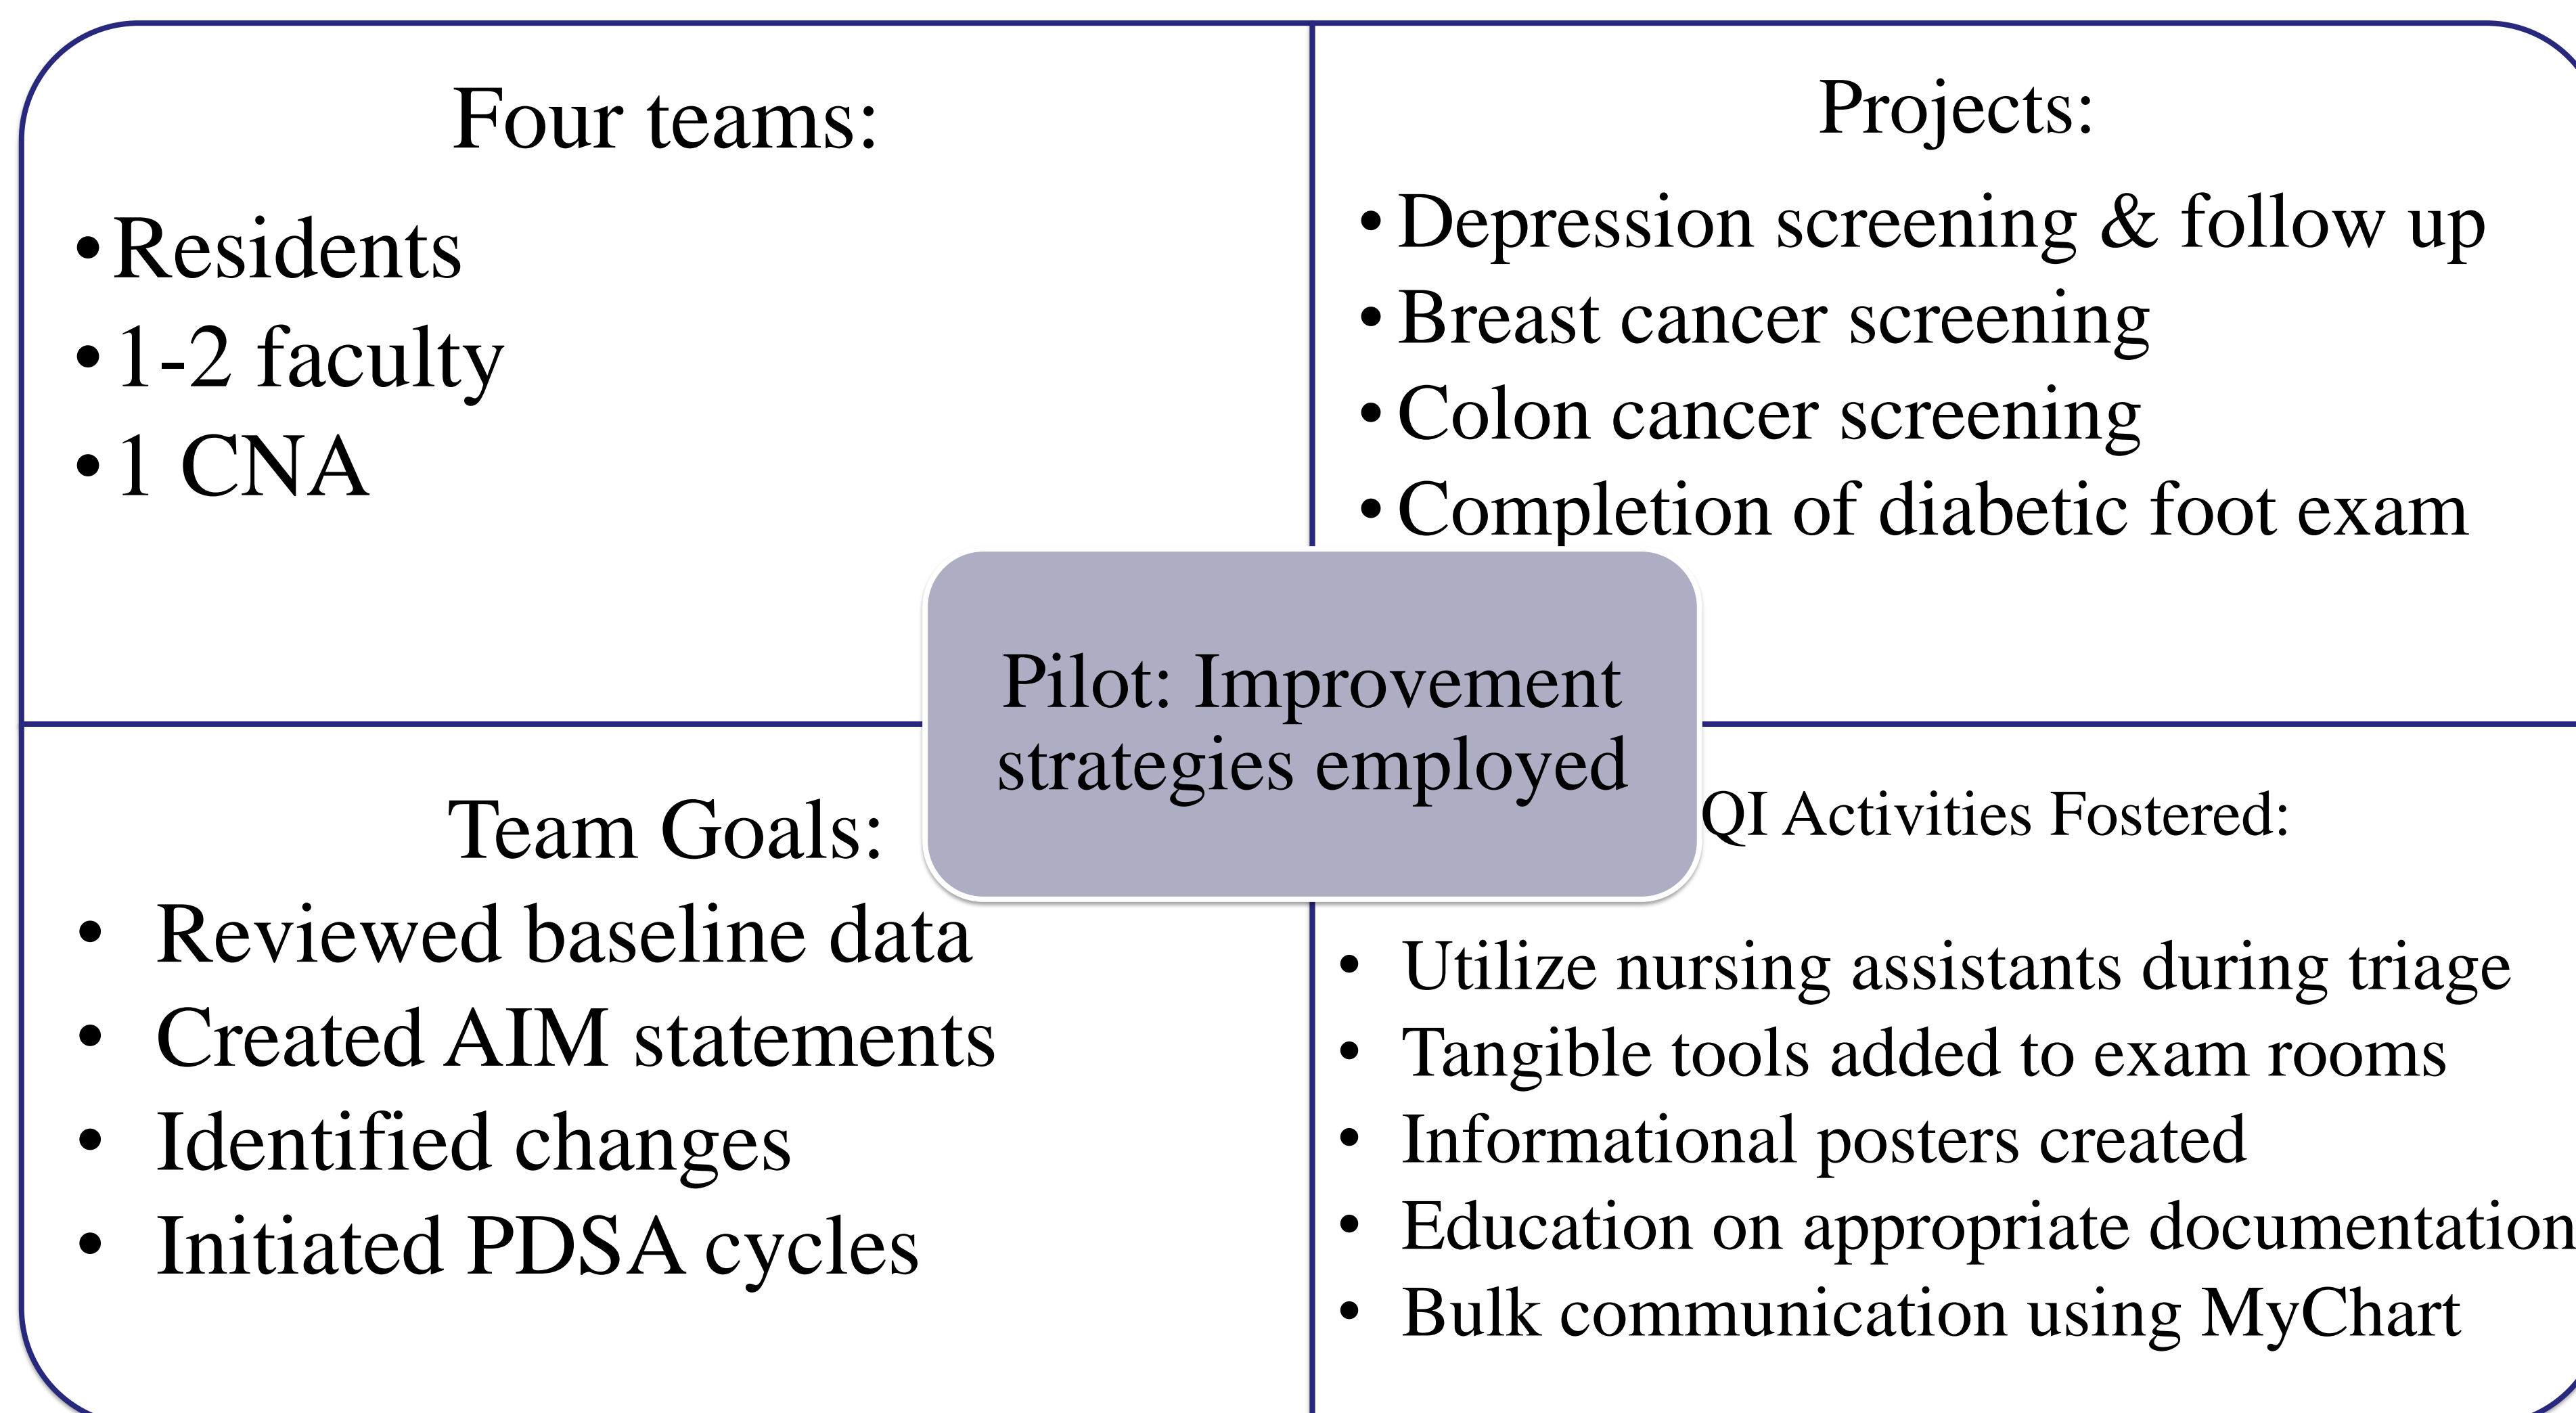 Four teams:
•Residents
•1-2 faculty
•1 CNA
Projects:
•Depression screening & follow up
•Breast cancer screening
•Colon cancer screening
•Completion of diabetic foot exam
Pilot: Improvement
strategies employed
Team Goals:
• Reviewed baseline data
• Created AIM statements
• Identified changes
• Initiated PDSA cycles
QI Activities Fostered:
• Utilize nursing assistants during triage
• Tangible tools added to exam rooms
• Informational posters created
• Education on appropriate documentation
• Bulk communication using MyChart